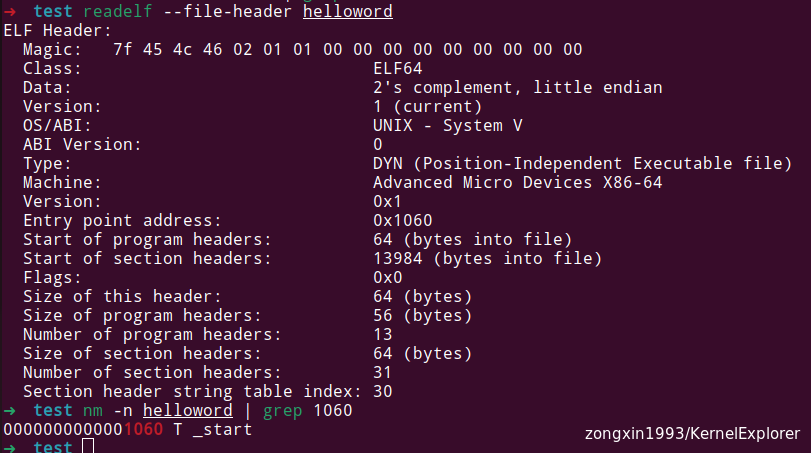 ➜  test readelf --file-header helloword
ELF Header:
  Magic:   7f 45 4c 46 02 01 01 00 00 00 00 00 00 00 00 00
  Class:                             ELF64
  Data:                              2's complement, little endian
  Version:                           1 (current)
  OS/ABI:                            UNIX - System V
  ABI Version:                       0
  Type:                              DYN (Position-Independent Executable file)
  Machine:                           Advanced Micro Devices X86-64
  Version:                           0x1
  Entry point address:               0x1060
  Start of program headers:          64 (bytes into file)
  Start of section headers:          13984 (bytes into file)
  Flags:                             0x0
  Size of this header:               64 (bytes)
  Size of program headers:           56 (bytes)
  Number of program headers:         13
  Size of section headers:           64 (bytes)
  Number of section headers:         31
  Section header string table index: 30
➜  test nm -n helloword | grep 1060
0000000000001060 T _start
➜  test
zongxin1993/KernelExplorer